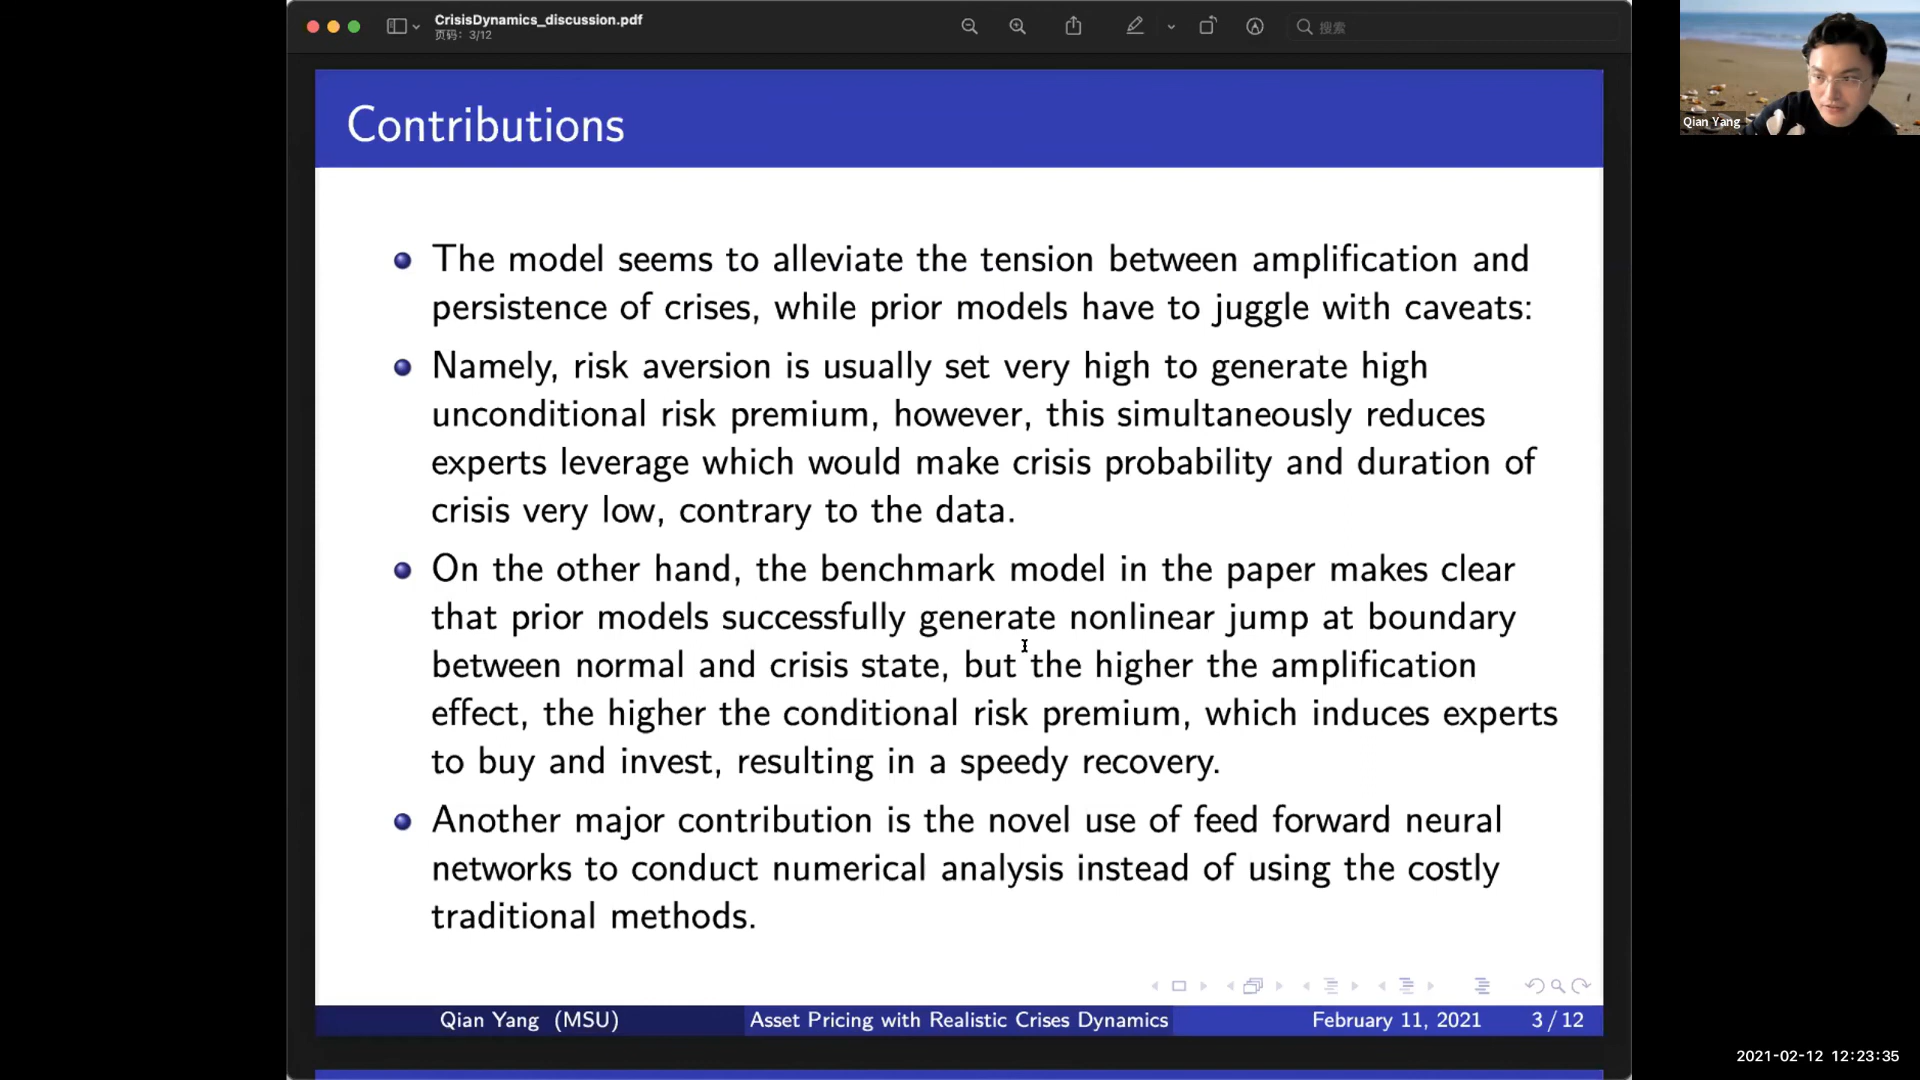 CrisisDynamics_discussion.pdf
页码：3/12
搜索
Contributions
The model seems to alleviate the tension between amplification and
persistence of crises, while prior models have to juggle with caveats:
Namely, risk aversion is usually set very high to generate high
unconditional risk premium, however, this simultaneously reduces
experts leverage which would make crisis probability and duration of
crisis very low, contrary to the data.
On the other hand, the benchmark model in the paper makes clear
that prior models successfully generate nonlinear jump at boundary
between normal and crisis state, but the higher the amplification
effect, the higher the conditional risk premium, which induces experts
to buy and invest, resulting in a speedy recovery.
Another major contribution is the novel use of feed forward neural
networks to conduct numerical analysis instead of using the costly
traditional methods.
Qian Yang (MSU) Asset Pricing with Realistic Crises Dynamics February 11, 2021 3 / 12
Qian Yang
2021-02-12 12:23:35